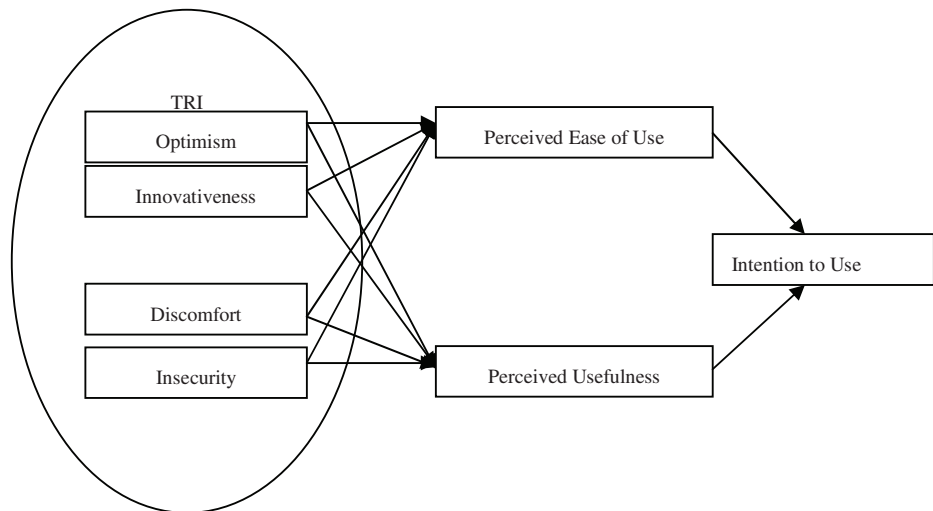 TRI
Optimism
Innovativeness
Discomfort
Insecurity
Perceived Ease of Use
Perceived Usefulness
Intention to Use